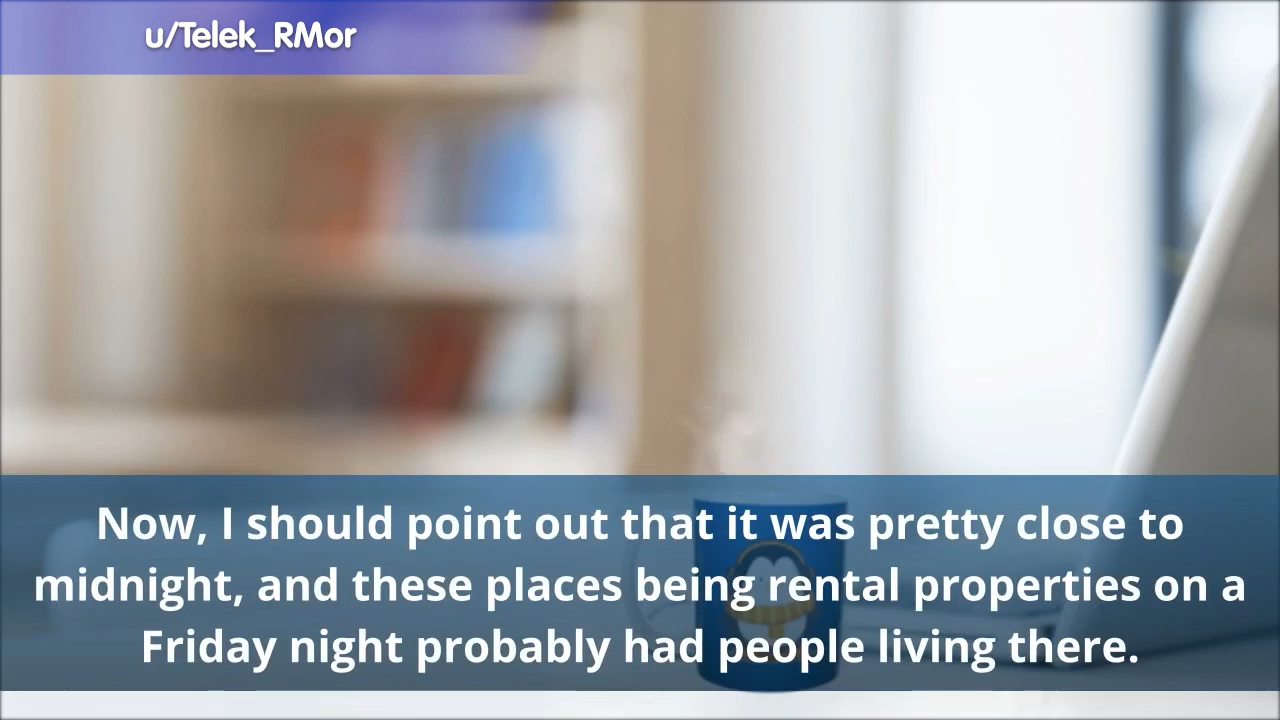 u/Telek_RMor
Now, I should point out that it was pretty close to
midnight, and these places being rental properties on a
Friday night probably had people living there.